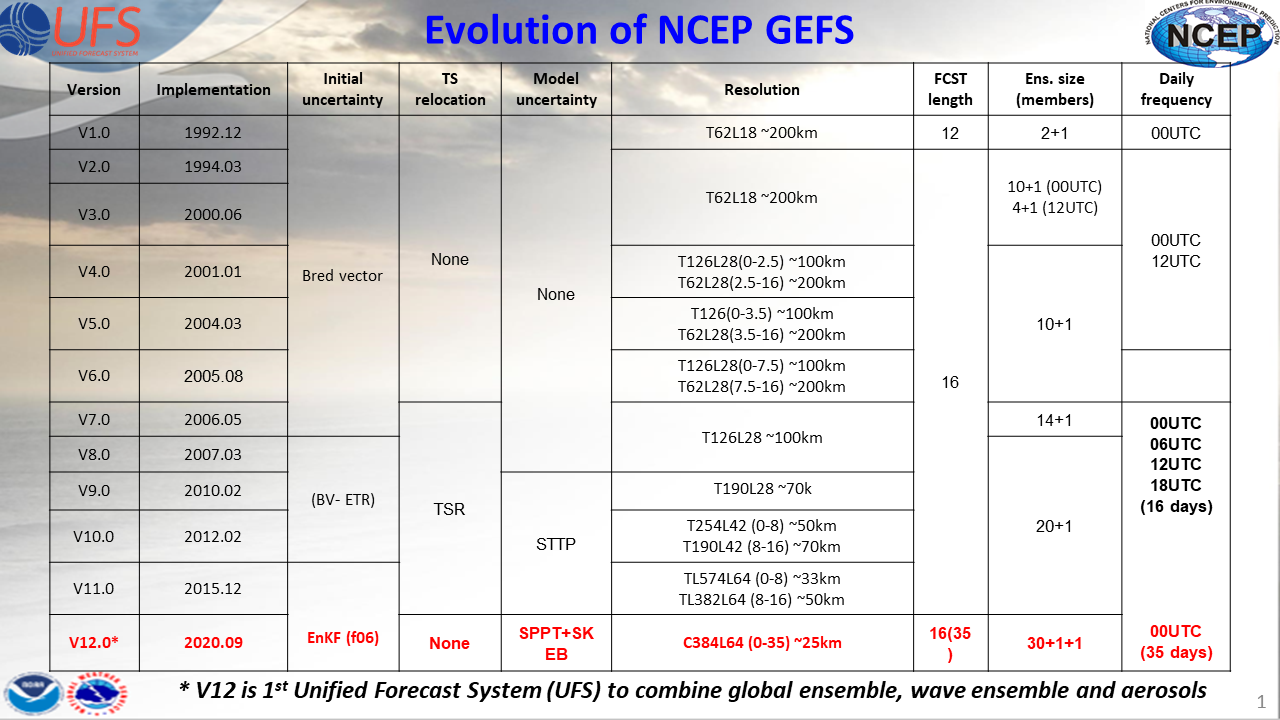 UFS
UNIFIED FORECAST SYSTEM
Evolution of NCEP GEFS
NATIONAL CENTERS FOR ENVIRONMENTAL PREDICTION
NCEP
Version
Implementation
Initial
uncertainty
TS
relocation
Model
uncertainty
Resolution
FCST
length
Ens. size
(members)
Daily
frequency
V1.0
1992.12
Bred vector
None
None
T62L18 ~200km
12
2+1
00UTC
V2.0
1994.03
T62L18 ~200km
16
10+1 (00UTC)
4+1 (12UTC)
00UTC
12UTC
V3.0
2000.06
V4.0
2001.01
T126L28(0-2.5) ~100km
T62L28(2.5-16) ~200km
10+1
V5.0
2004.03
T126(0-3.5) ~100km
T62L28(3.5-16) ~200km
V6.0
2005.08
T126L28(0-7.5) ~100km
T62L28(7.5-16) ~200km
V7.0
2006.05
TSR
T126L28 ~100km
14+1
00UTC
06UTC
12UTC
18UTC
(16 days)
V8.0
2007.03
(BV- ETR)
20+1
V9.0
2010.02
STTP
T190L28 ~70k
V10.0
2012.02
T254L42 (0-8) ~50km
T190L42 (8-16) ~70km
V11.0
2015.12
EnKF (f06)
TL574L64 (0-8) ~33km
TL382L64 (8-16) ~50km
V12.0*
2020.09
None
SPPT+SK
EB
C384L64 (0-35) ~25km
16(35
)
30+1+1
00UTC
(35 days)
* V12 is 1st Unified Forecast System (UFS) to combine global ensemble, wave ensemble and aerosols
1